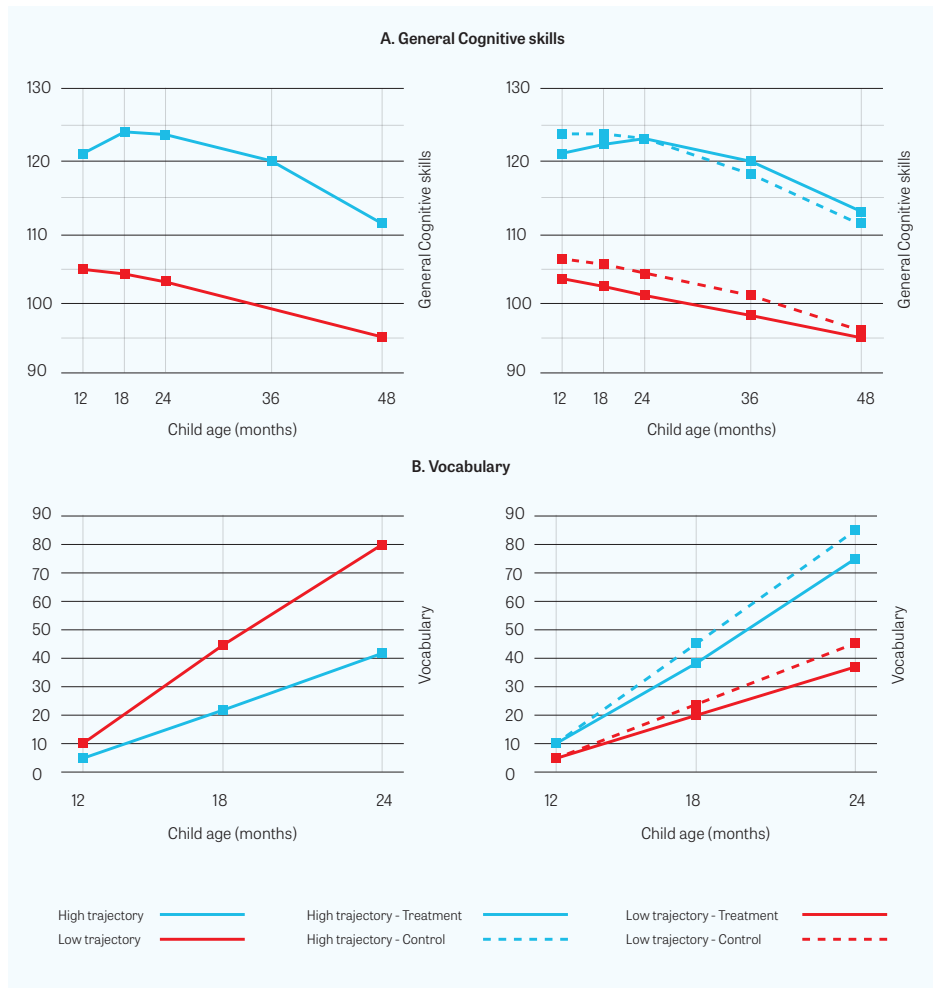 A. General Cognitive skills
130
120
110
100
90
12 18 24 36 48
Child age (months)
General Cognitive skills
130
120
110
100
90
12 18 24 36 48
Child age (months)
General Cognitive skills
B. Vocabulary
90
80
70
60
50
40
30
20
10
0
12 18 24
Child age (months)
Vocabulary
90
80
70
60
50
40
30
20
10
0
12 18 24
Child age (months)
Vocabulary
High trajectory
Low trajectory
High trajectory - Treatment
High trajectory - Control
Low trajectory - Treatment
Low trajectory - Control